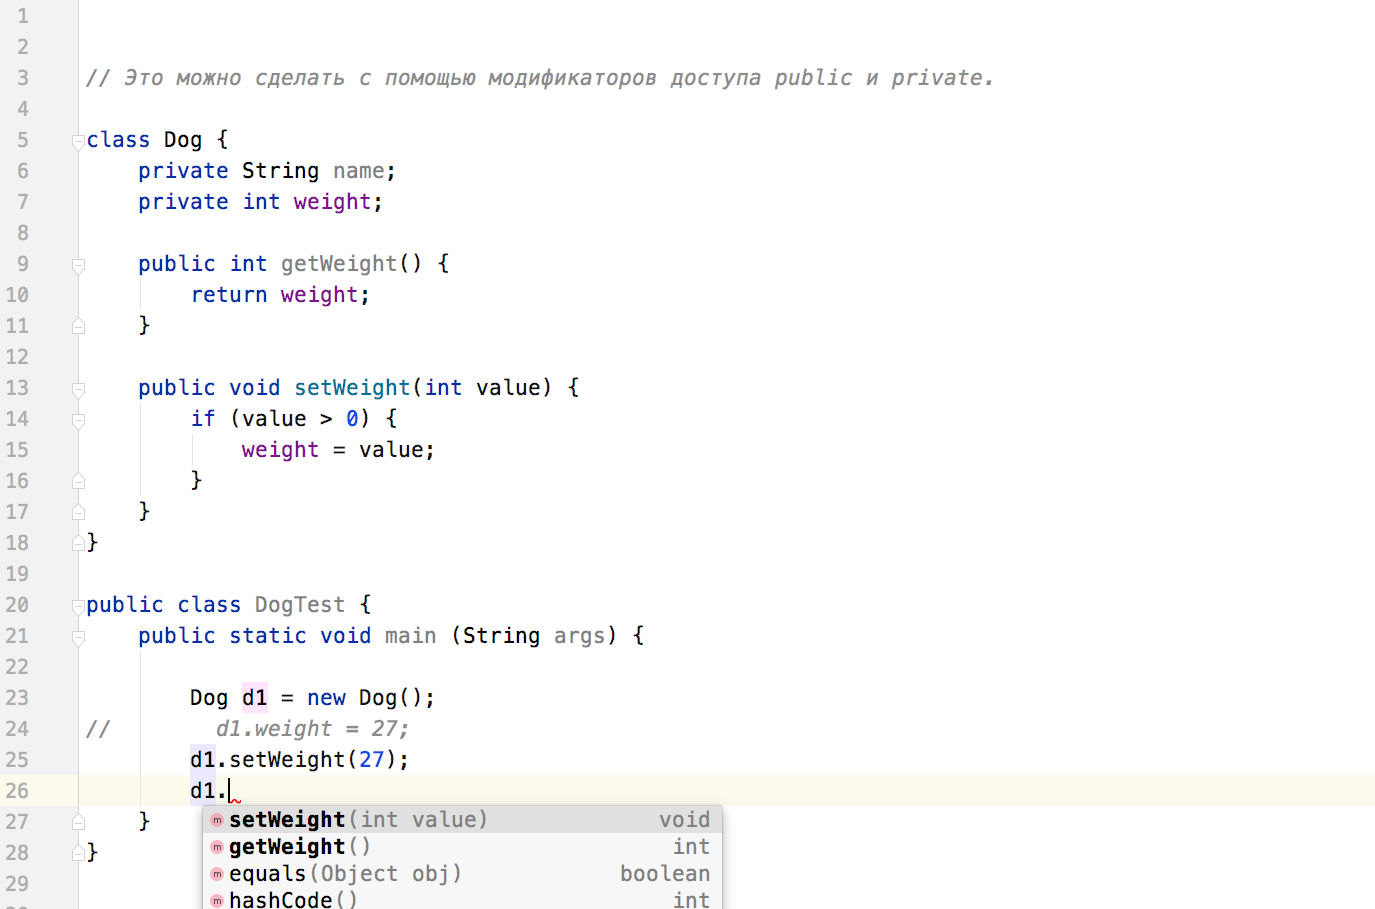 1
2
3 // Это можно сделать с помощью модификаторов доступа public и private.
4
5 class Dog {
6 private String name;
7 private int weight;
8
9 public int getWeight() {
10 return weight;
11 }
12
13 public void setWeight(int value) {
14 if (value > 0) {
15 weight = value;
16 }
17 }
18 }
19
20 public class DogTest {
21 public static void main (String args) {
22
23 Dog d1 = new Dog();
24 // d1.weight = 27;
25 d1.setWeight(27);
26 d1.
m setWeight(int value) void
27 }
m getWeight() int
28 }
m equals(Object obj) boolean
29
m hashCode() int